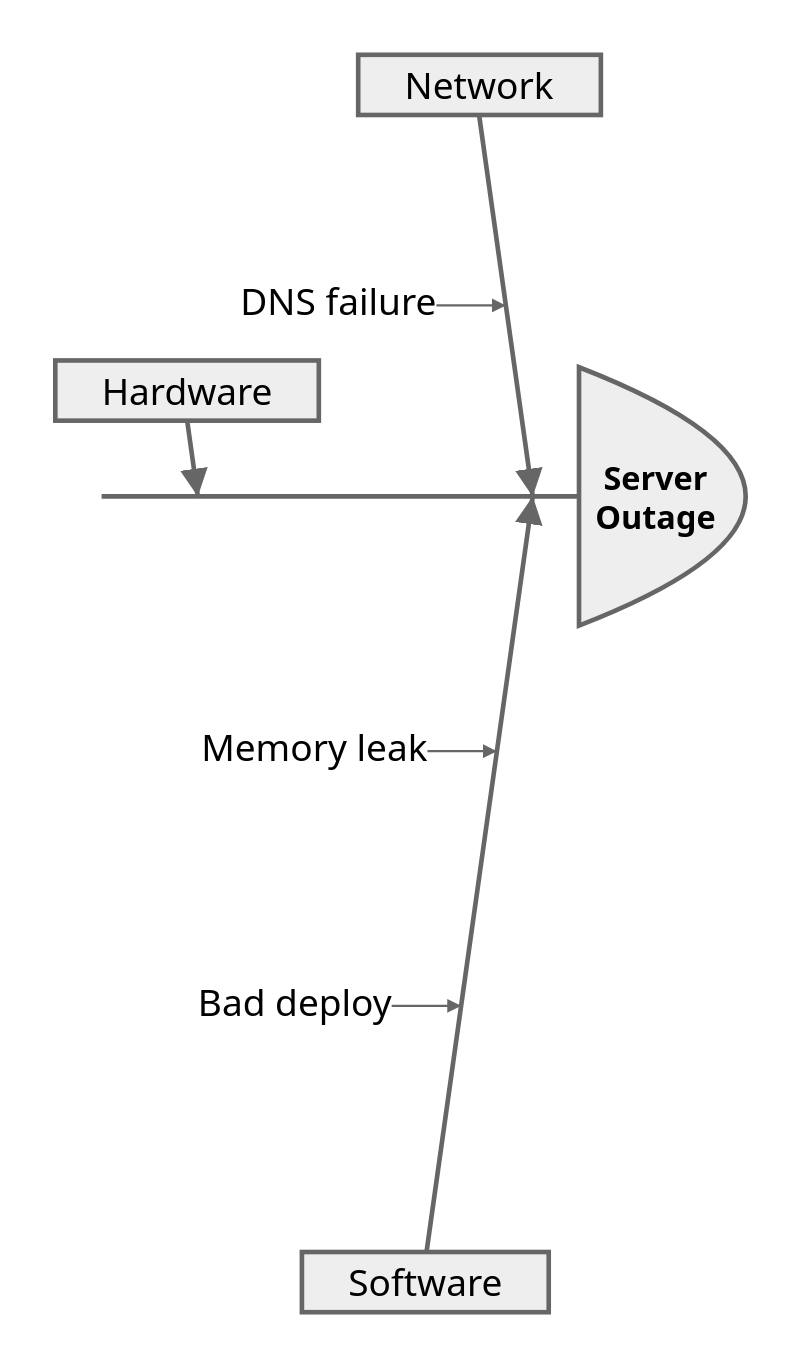 Network
DNS failure
Hardware
Server
Outage
Memory leak
Bad deploy
Software